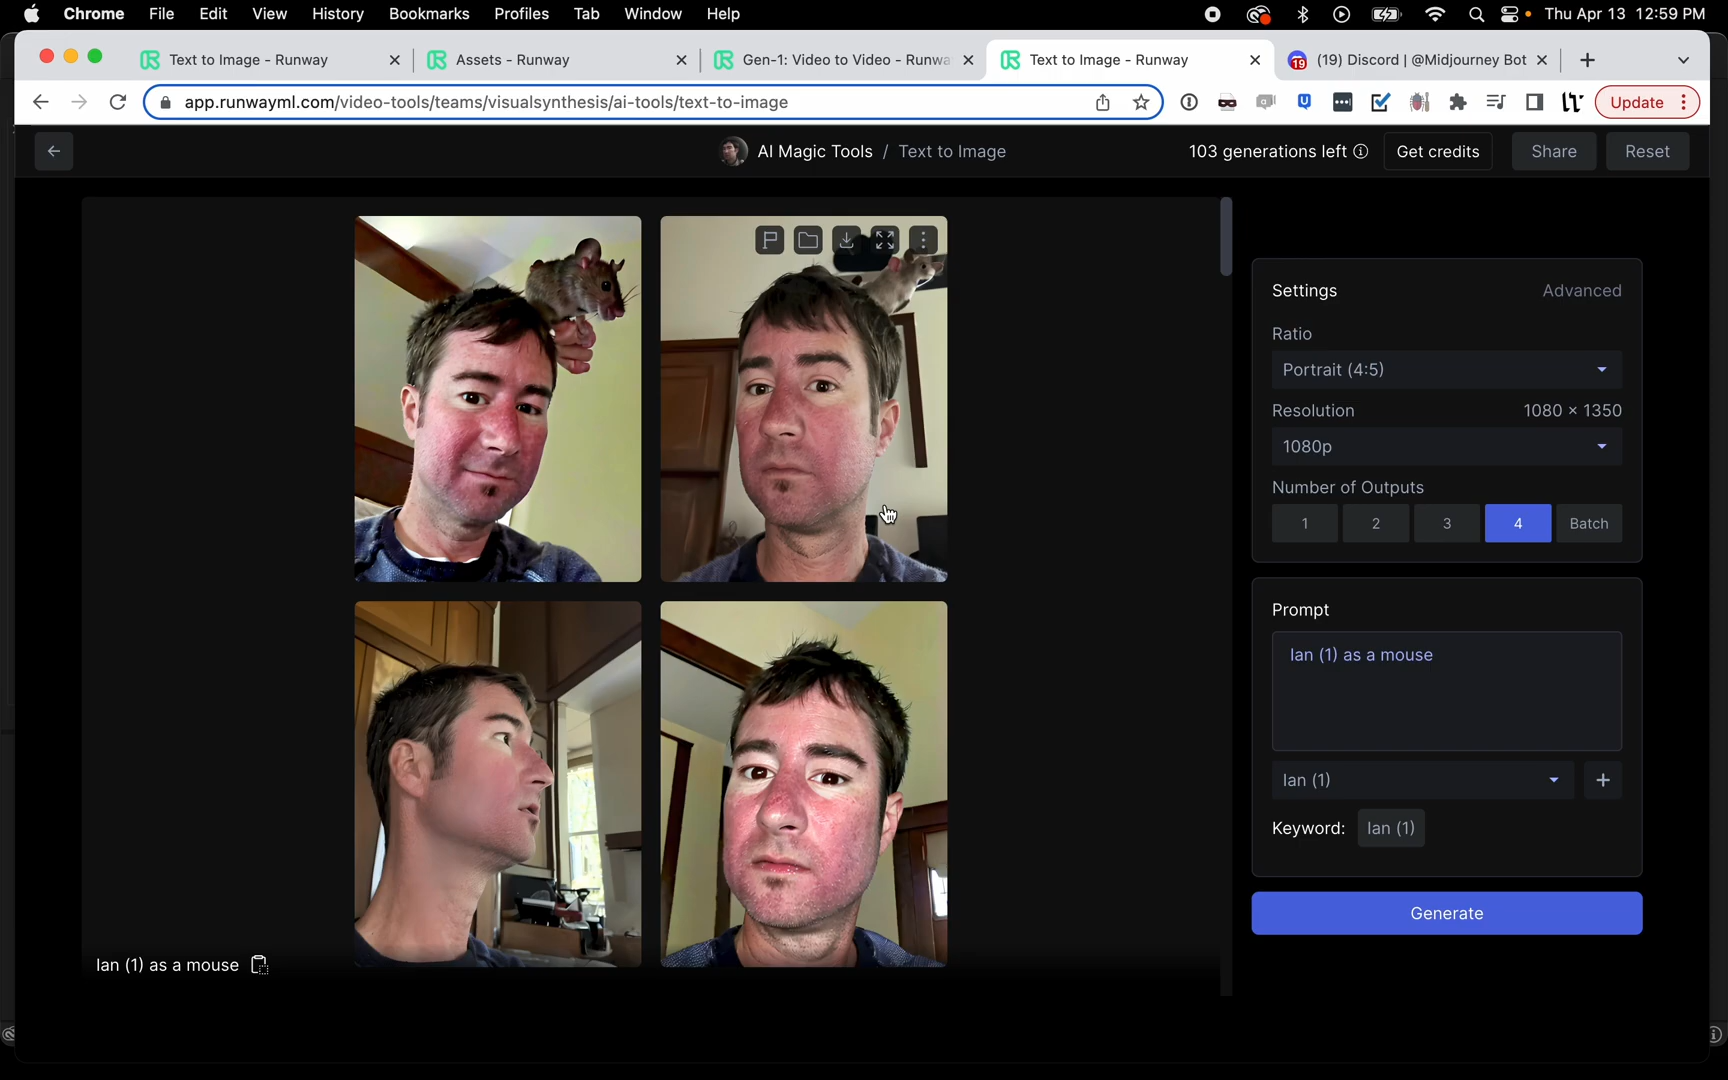 Chrome File Edit View History Bookmarks Profiles Tab Window Help Thu Apr 13 12:59 PM
Text to Image - Runway Assets - Runway Gen-1: Video to Video - Runwa Text to Image - Runway 19 (19) Discord | @Midjourney Bot
app.runwayml.com/video-tools/teams/visualsynthesis/ai-tools/text-to-image Update
AI Magic Tools / Text to Image 103 generations left Get credits Share Reset
Settings Advanced
Ratio
Portrait (4:5)
Resolution 1080 × 1350
1080p
Number of Outputs
1 2 3 4 Batch
Prompt
Ian (1) as a mouse
Ian (1)
Keyword: Ian (1)
Generate
Ian (1) as a mouse